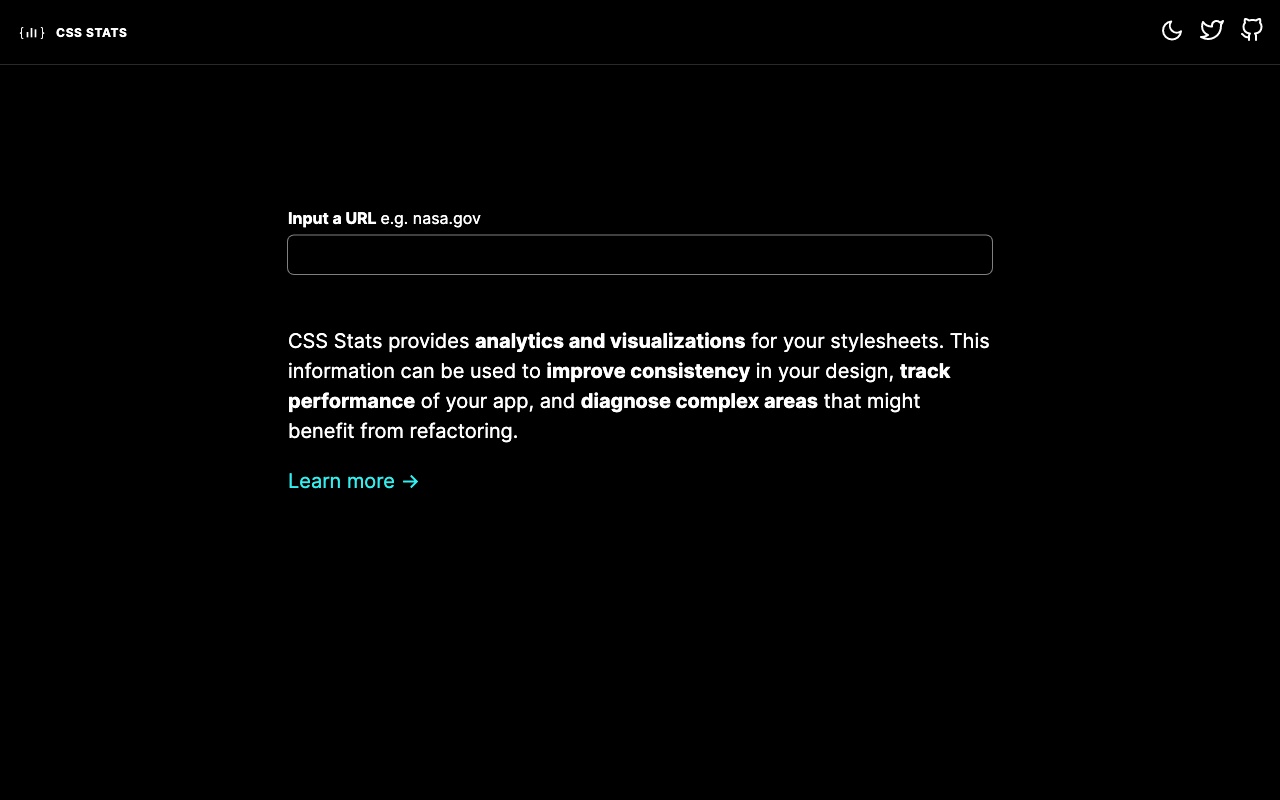 CSS STATS
Input a URL e.g. nasa.gov
CSS Stats provides analytics and visualizations for your stylesheets. This
information can be used to improve consistency in your design, track
performance of your app, and diagnose complex areas that might
benefit from refactoring.
Learn more →